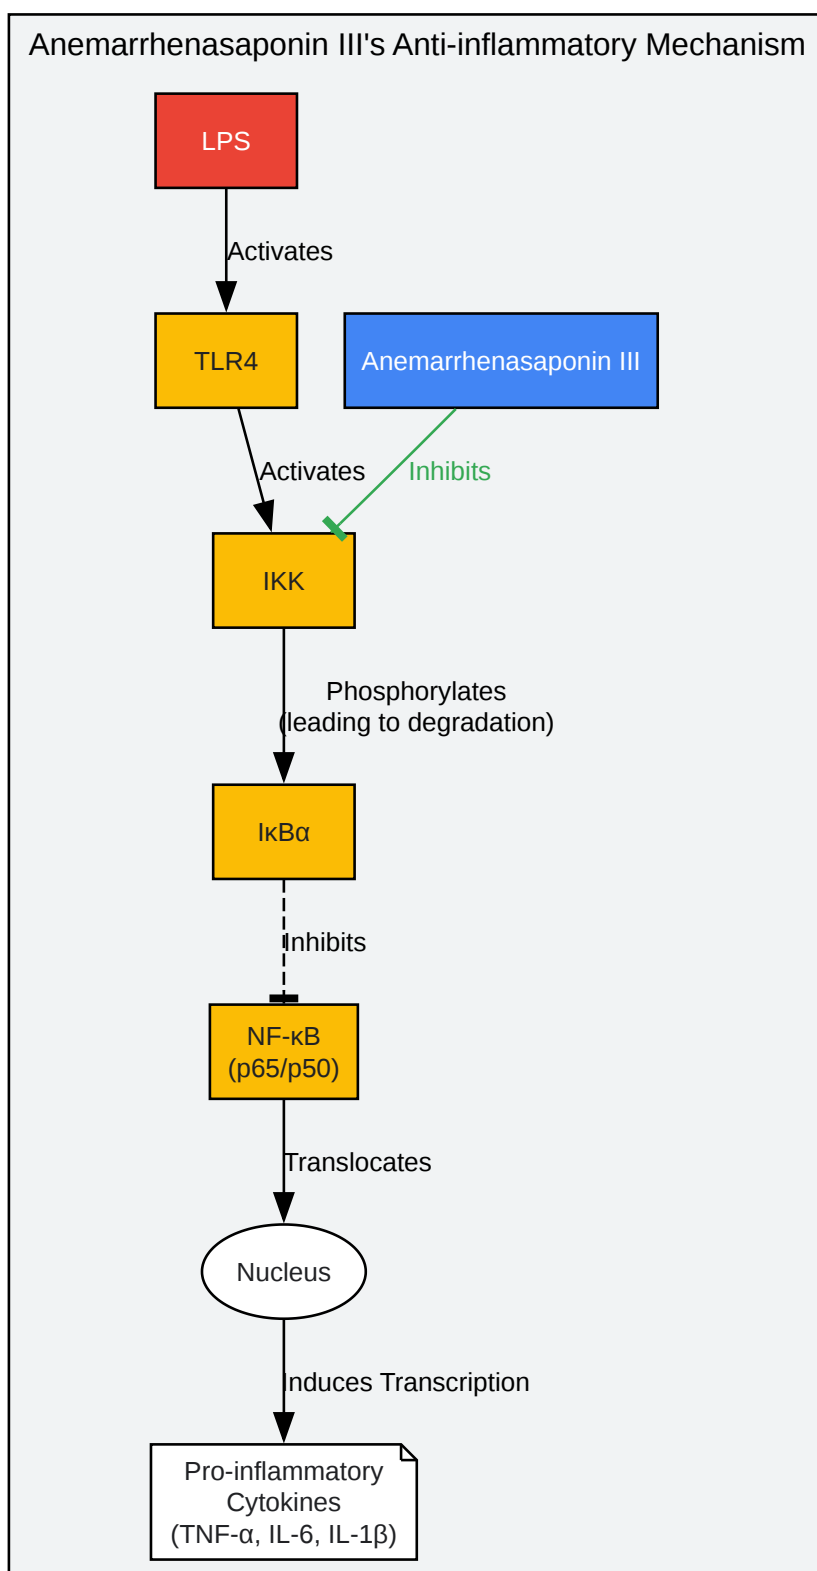 Anemarrhenasaponin III's Anti-inflammatory Mechanism
LPS
Activates
TLR4
Anemarrhenasaponin III
Activates
Inhibits
IKK
Phosphorylates
(leading to degradation)
IκBα
Inhibits
NF-κB
(p65/p50)
Translocates
Nucleus
Induces Transcription
Pro-inflammatory
Cytokines
(TNF-α, IL-6, IL-1β)